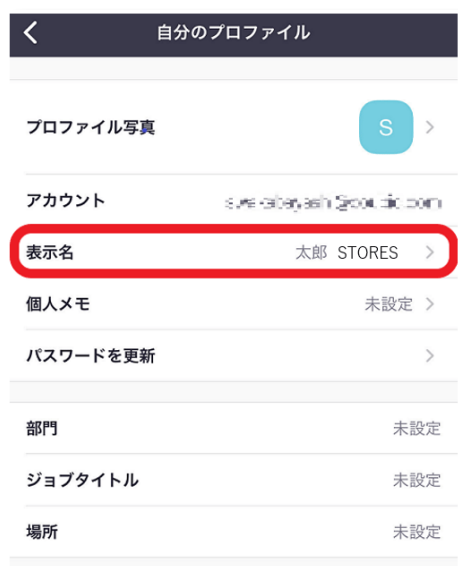 自分のプロファイル
プロファイル写真 S
アカウント
表示名 太郎 STORES
個人メモ 未設定
パスワードを更新
部門 未設定
ジョブタイトル 未設定
場所 未設定